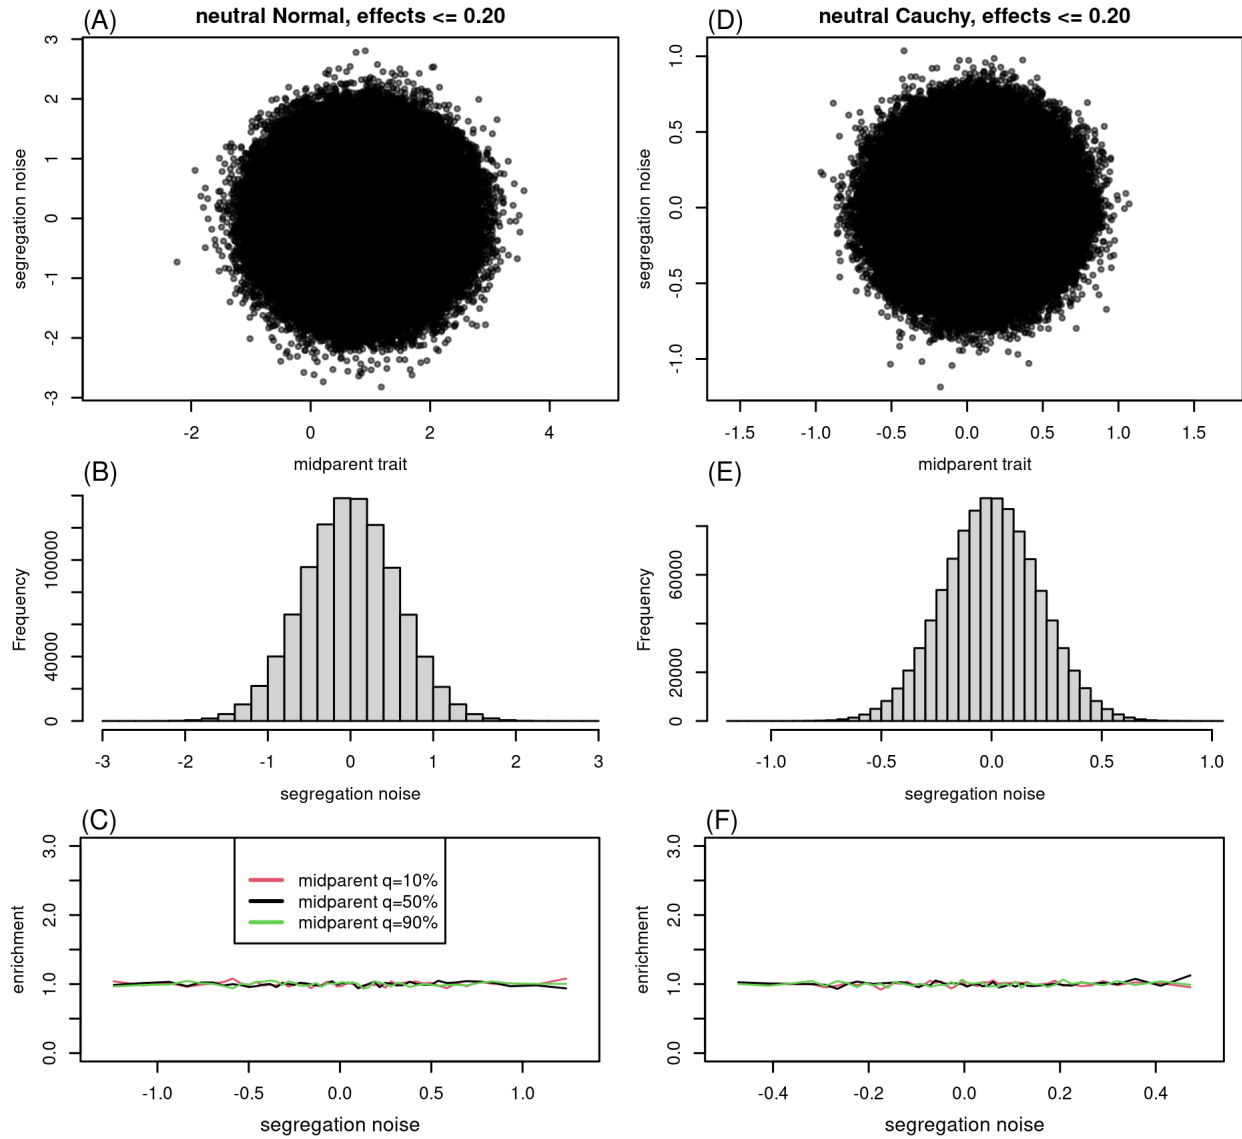 (A)
neutral Normal, effects <= 0.20
3
2
1
0
-1
-2
-3
segregation noise
-2
0
2
4
midparent trait
(D)
neutral Cauchy, effects <= 0.20
1.0
0.5
0.0
-0.5
-1.0
segregation noise
-1.5
-1.0
-0.5
0.0
0.5
1.0
1.5
midparent trait
(B)
100000
40000
0
Frequency
-3
-2
-1
0
1
2
3
segregation noise
(E)
60000
20000
0
Frequency
-1.0
-0.5
0.0
0.5
1.0
segregation noise
(C)
3.0
2.0
1.0
0.0
enrichment
midparent q=10%
midparent q=50%
midparent q=90%
-1.0
-0.5
0.0
0.5
1.0
segregation noise
(F)
3.0
2.0
1.0
0.0
enrichment
-0.4
-0.2
0.0
0.2
0.4
segregation noise